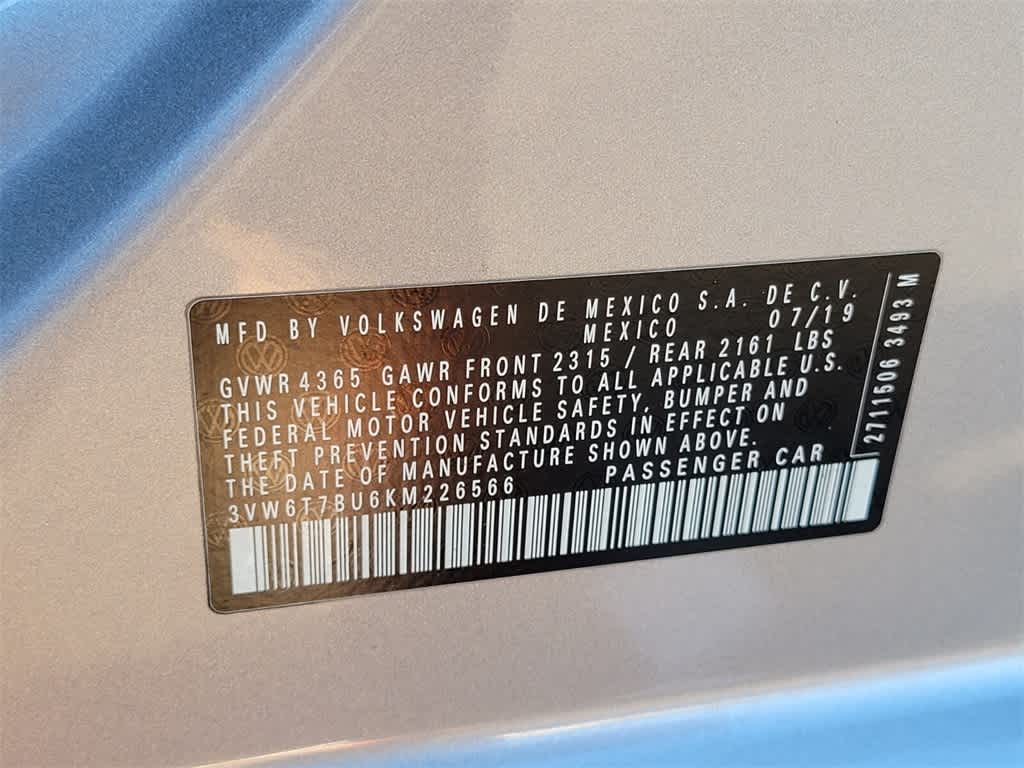 MFD BY VOLKSWAGEN DE MEXICO S.A. DE C.V.
MEXICO 07/19
GVWR 4365 GAWR FRONT 2315 / REAR 2161 LBS
THIS VEHICLE CONFORMS TO ALL APPLICABLE U.S.
FEDERAL MOTOR VEHICLE SAFETY, BUMPER AND
THEFT PREVENTION STANDARDS IN EFFECT ON
THE DATE OF MANUFACTURE SHOWN ABOVE.
3VW6T7BU6KM226566 PASSENGER CAR
2711506 3493 M